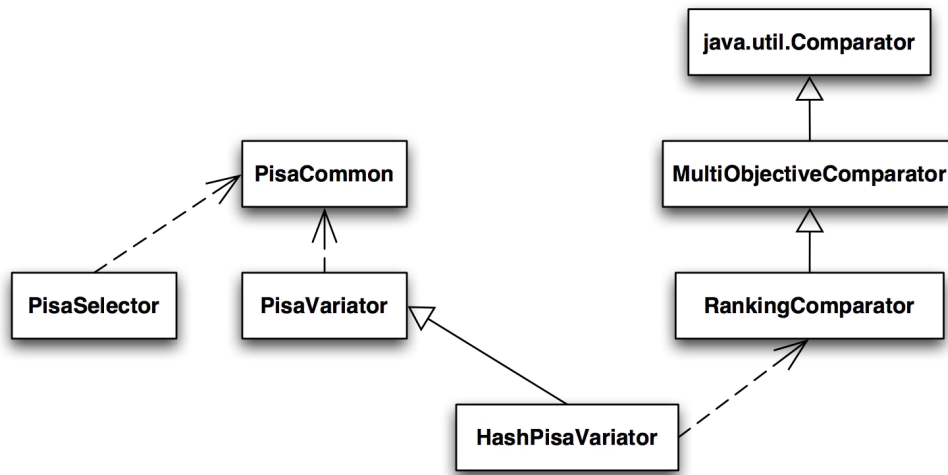 java.util.Comparator
PisaCommon
MultiObjectiveComparator
PisaSelector
PisaVariator
RankingComparator
HashPisaVariator